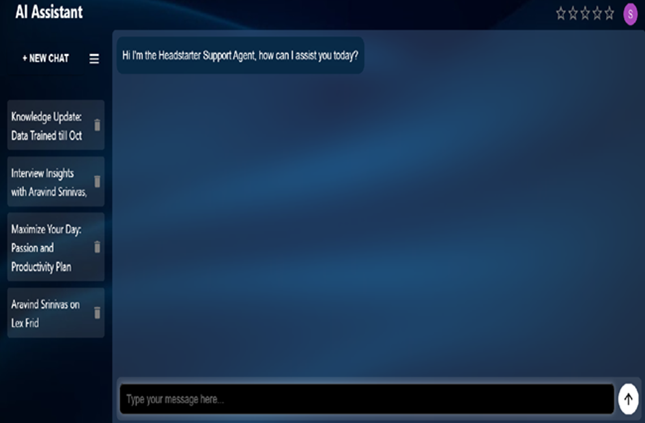 AI Assistant
S
+ NEW CHAT
Hi I'm the Headstarter Support Agent, how can I assist you today?
Knowledge Update:
Data Trained till Oct
Interview Insights
with Aravind Srinivas,
Maximize Your Day:
Passion and
Productivity Plan
Aravind Srinivas on
Lex Frid
Type your message here...